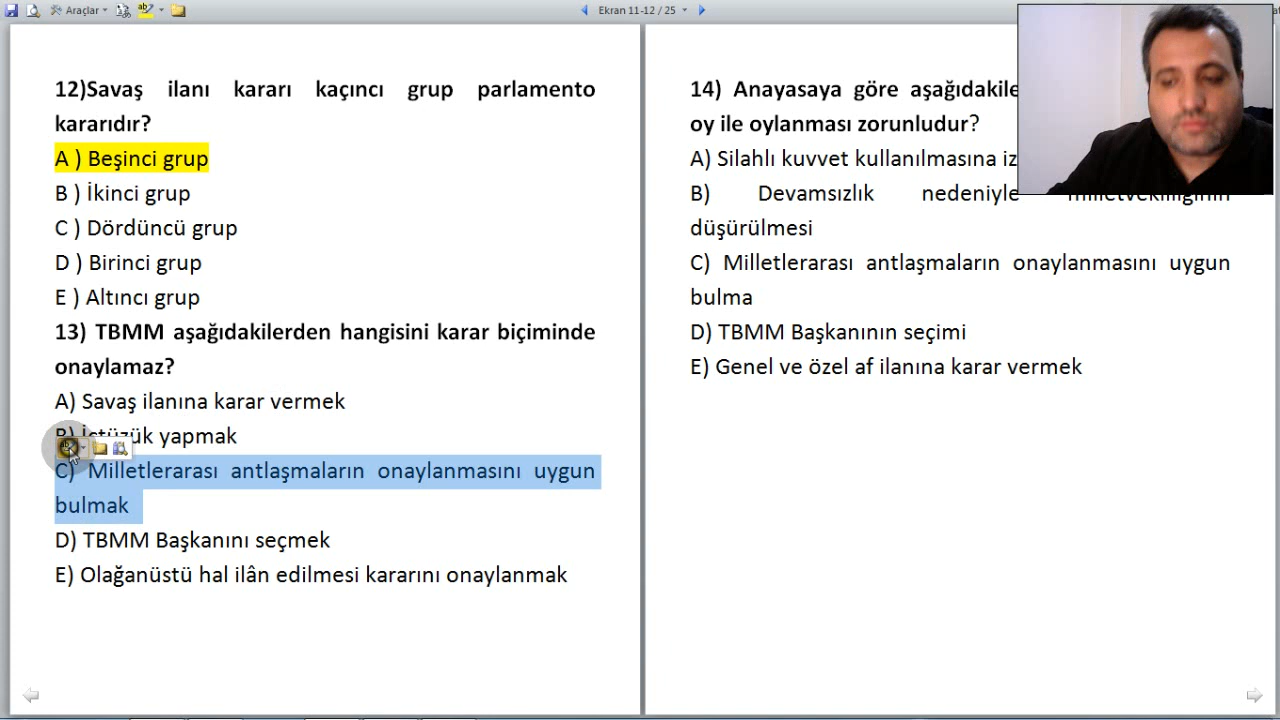 Araçlar
Ekran 11-12 / 25
12)Savaş ilanı kararı kaçıncı grup parlamento
kararıdır?
A ) Beşinci grup
B ) İkinci grup
C ) Dördüncü grup
D ) Birinci grup
E ) Altıncı grup
13) TBMM aşağıdakilerden hangisini karar biçiminde
onaylamaz?
A) Savaş ilanına karar vermek
B) İçtüzük yapmak
C) Milletlerarası antlaşmaların onaylanmasını uygun
bulmak
D) TBMM Başkanını seçmek
E) Olağanüstü hal ilân edilmesi kararını onaylanmak
14) Anayasaya göre
oy ile oylanması zorunludur?
A) Silahlı kuvvet kullanılmasına
B) Devamsızlık nedeniyle milletvekilliğinin
düşürülmesi
C) Milletlerarası antlaşmaların onaylanmasını uygun
bulma
D) TBMM Başkanının seçimi
E) Genel ve özel af ilanına karar vermek